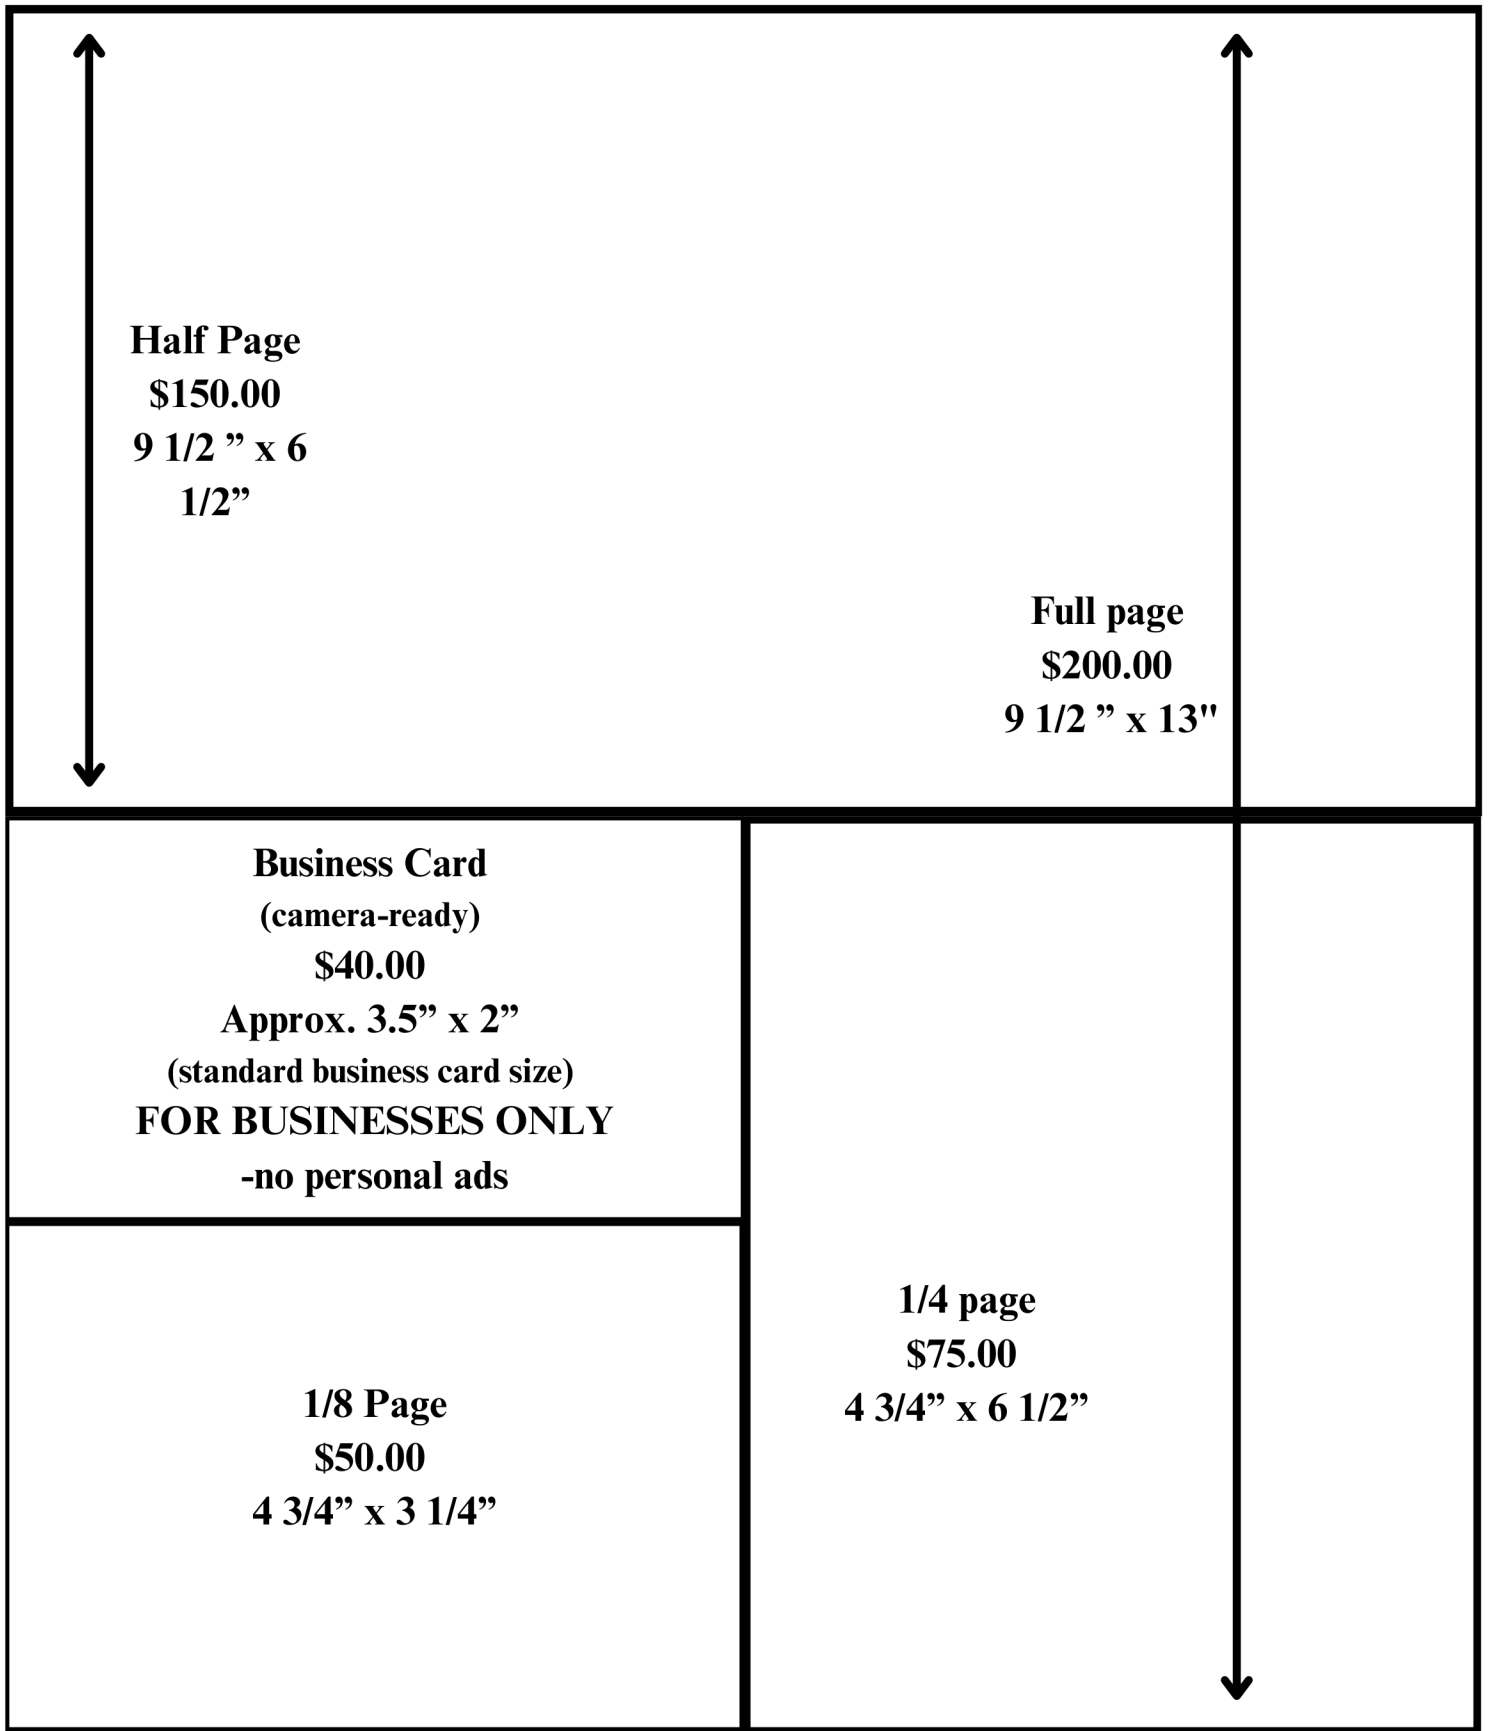 Half Page
$150.00
9 1/2 ” x 6
1/2”
Full page
$200.00
9 1/2 ” x 13"
Business Card
(camera-ready)
$40.00
Approx. 3.5” x 2”
(standard business card size)
FOR BUSINESSES ONLY
-no personal ads
1/8 Page
$50.00
4 3/4” x 3 1/4”
1/4 page
$75.00
4 3/4” x 6 1/2”